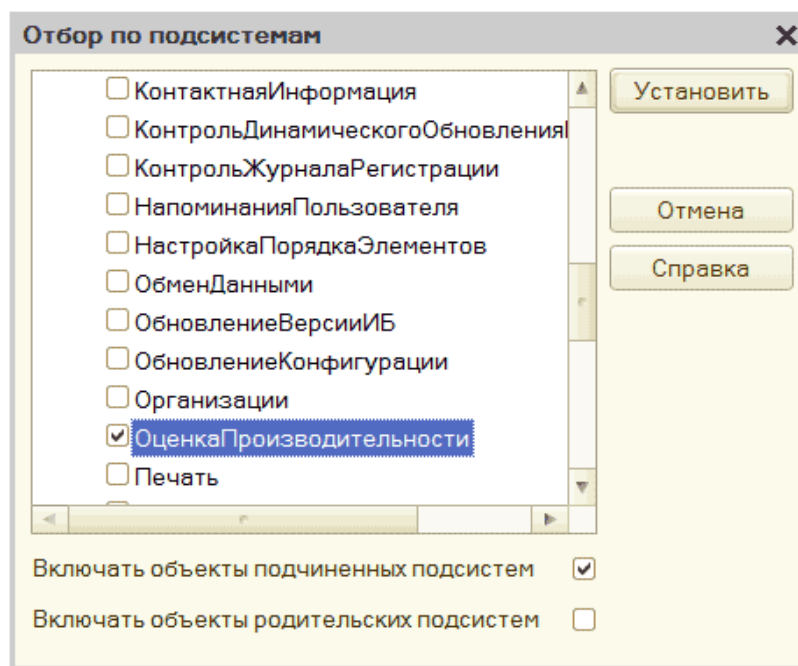 Отбор по подсистемам
КонтактнаяИнформация
КонтрольДинамическогоОбновления
КонтрольЖурналаРегистрации
НапоминанияПользователя
НастройкаПорядкаЭлементов
ОбменДанными
ОбновлениеВерсииИБ
ОбновлениеКонфигурации
Организации
ОценкаПроизводительности
Печать
Установить
Отмена
Справка
Включать объекты подчиненных подсистем
Включать объекты родительских подсистем